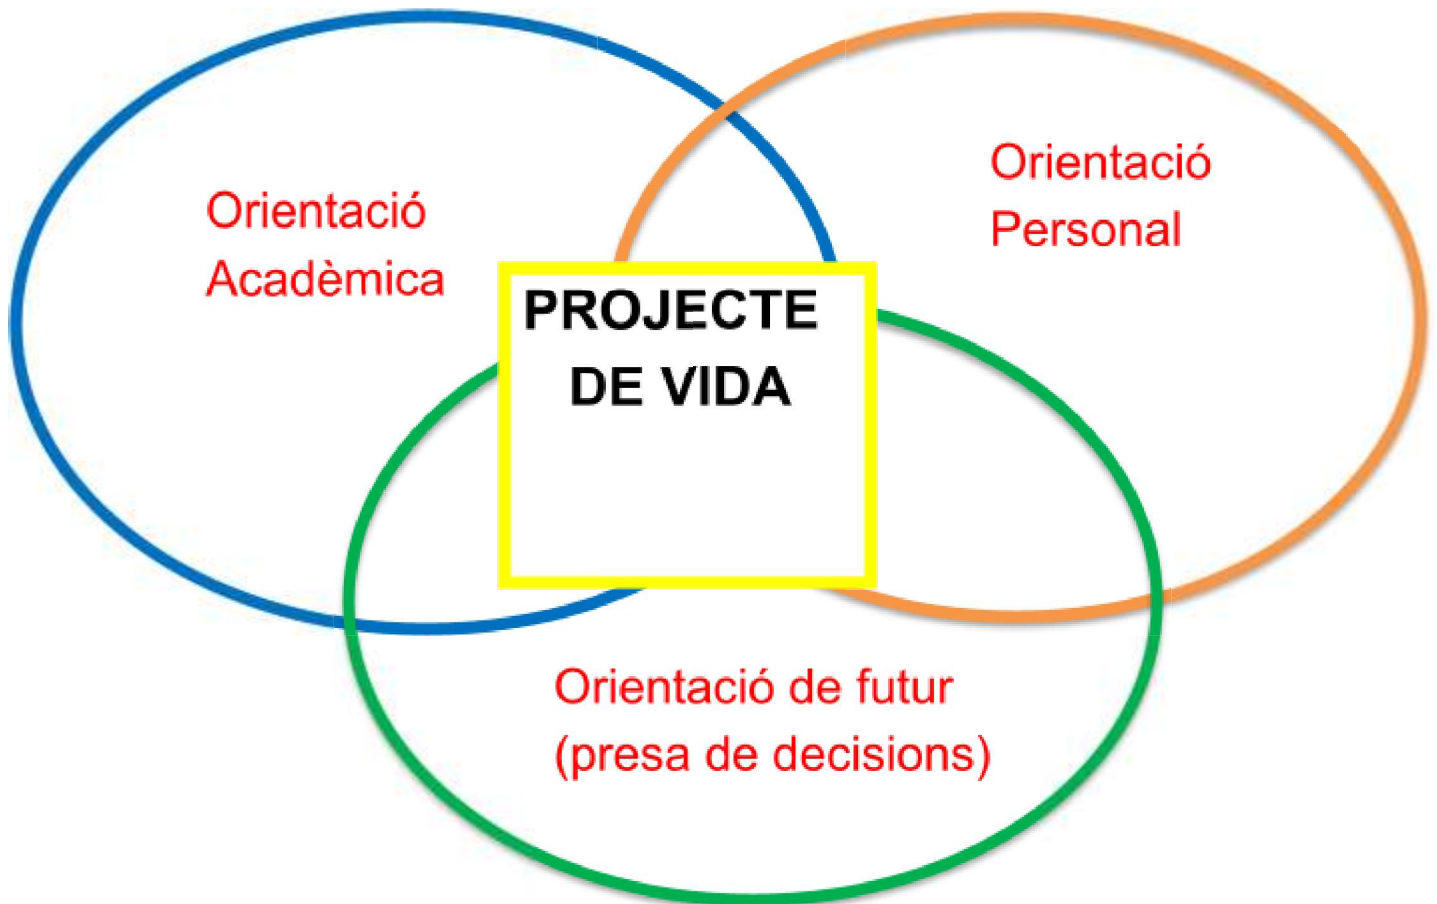 Orientació
Acadèmica
Orientació
Personal
PROJECTE
DE VIDA
Orientació de futur
(presa de decisions)